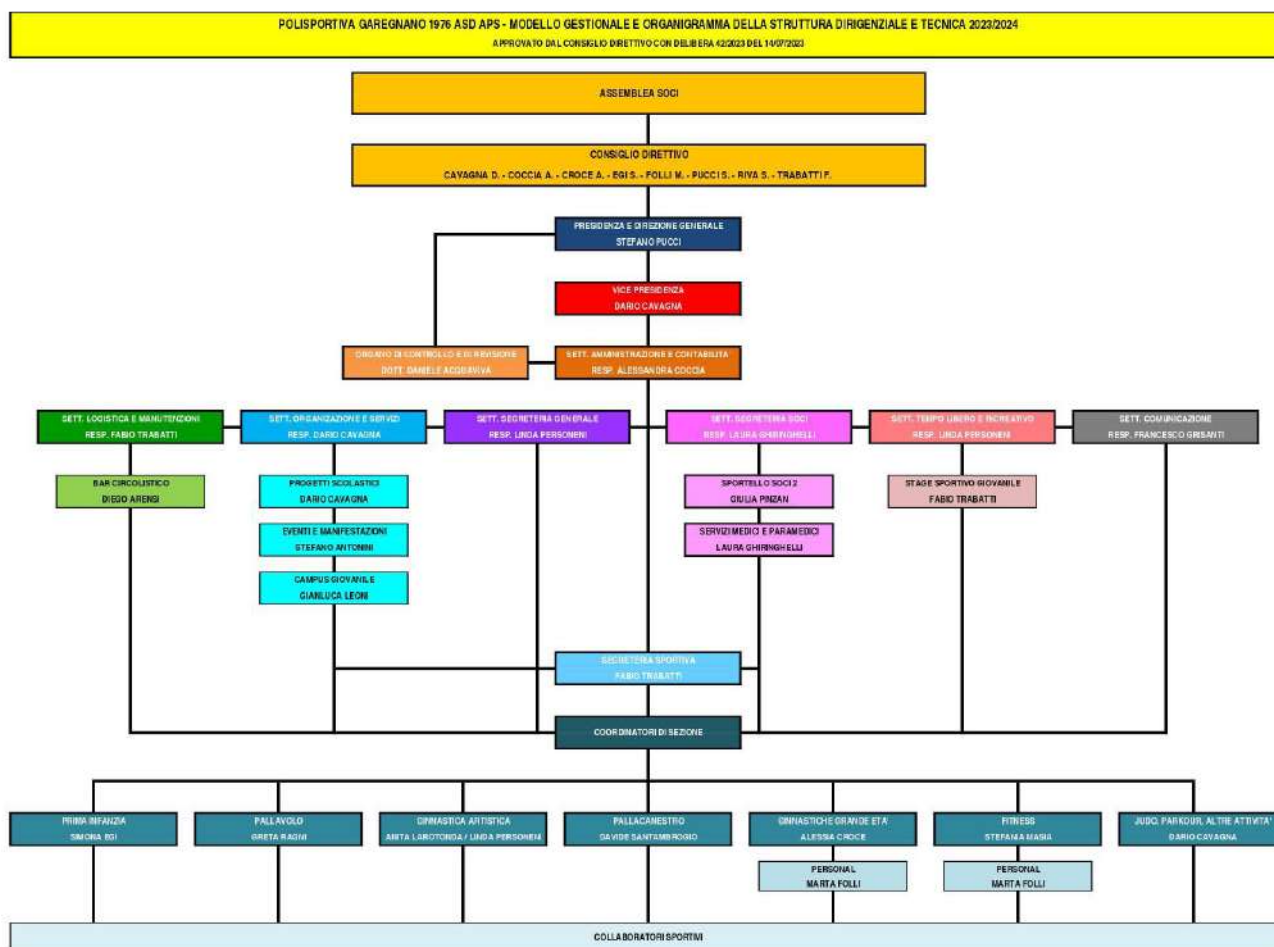 POLISPORTIVA GAREGNANO 1976 ASD APS - MODELLO GESTIONALE E ORGANIGRAMMA DELLA STRUTTURA DIRIGENZIALE E TECNICA 2023/2024
APPROVATO DAL CONSIGLIO DIRETTIVO CON DELIBERA 42/2023 DEL 14/07/2023
ASSEMBLEA SOCI
CONSIGLIO DIRETTIVO
CAVAGNA D. - COCCIA A. - CROCE A. - EGI S. - FOLLI M. - PUCCI S. - RIVA S. - TRABATTI F.
PRESIDENZA E DIREZIONE GENERALE
STEFANO PUCCI
VICE PRESIDENZA
DARIO CAVAGNA
ORGANO DI CONTROLLO E DI REVISIONE
DOTT. DANIELE ACQUAVIVA
SETT. AMMINISTRAZIONE E CONTABILITA'
RESP. ALESSANDRA COCCIA
SETT. LOGISTICA E MANUTENZIONI
RESP. FABIO TRABATTI
SETT. ORGANIZAZIONE E SERVIZI
RESP. DARIO CAVAGNA
SETT. SEGRETERIA GENERALE
RESP. LINDA PERSONENI
SETT. SEGRETERIA SOCI
RESP. LAURA GHIRINGHELLI
SETT. TEMPO LIBERO E RICREATIVO
RESP. LINDA PERSONENI
SETT. COMUNICAZIONE
RESP. FRANCESCO GRISANTI
BAR CIRCOLISTICO
DIEGO ARENSI
PROGETTI SCOLASTICI
DARIO CAVAGNA
SPORTELLO SOCI 2
GIULIA PINZAN
STAGE SPORTIVO GIOVANILE
FABIO TRABATTI
EVENTI E MANIFESTAZIONI
STEFANO ANTONINI
SERVIZI MEDICI E PARAMEDICI
LAURA GHIRINGHELLI
CAMPUS GIOVANILE
GIANLUCA LEONI
SEGRETERIA SPORTIVA
FABIO TRABATTI
COORDINATORI DI SEZIONE
PRIMA INFANZIA
SIMONA EGI
PALLAVOLO
GRETA RAGNI
GINNASTICA ARTISTICA
ANITA LAROTONDA / LINDA PERSONENI
PALLACANESTRO
DAVIDE SANTAMBROGIO
GINNASTICHE GRANDE ETA'
ALESSIA CROCE
FITNESS
STEFANIA MASIA
JUDO, PARKOUR, ALTRE ATTIVITA'
DARIO CAVAGNA
PERSONAL
MARTA FOLLI
PERSONAL
MARTA FOLLI
COLLABORATORI SPORTIVI